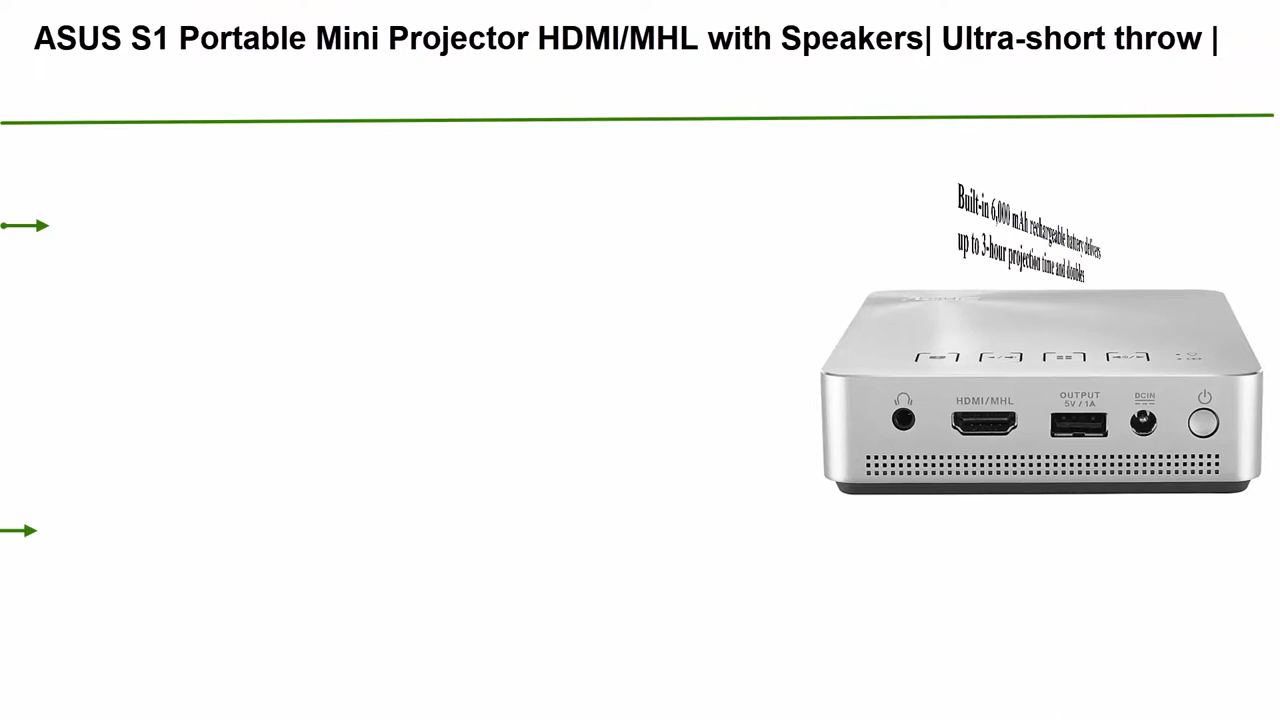 ASUS S1 Portable Mini Projector HDMI/MHL with Speakers| Ultra-short throw |
Built-in 6,000 mAh rechargeable battery delivers
up to 3-hour projection time and doubles
HDMI/MHL
OUTPUT
5V / 1A
DCIN